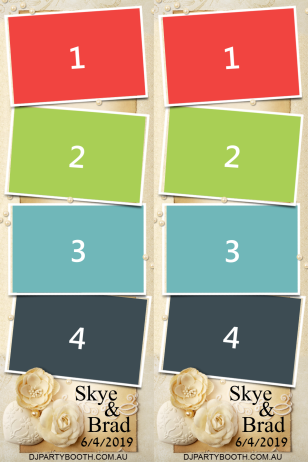 1
2
3
4
Skye
&
Brad
6/4/2019
DJPARTYBOOTH.COM.AU
1
2
3
4
Skye
&
Brad
6/4/2019
DJPARTYBOOTH.COM.AU